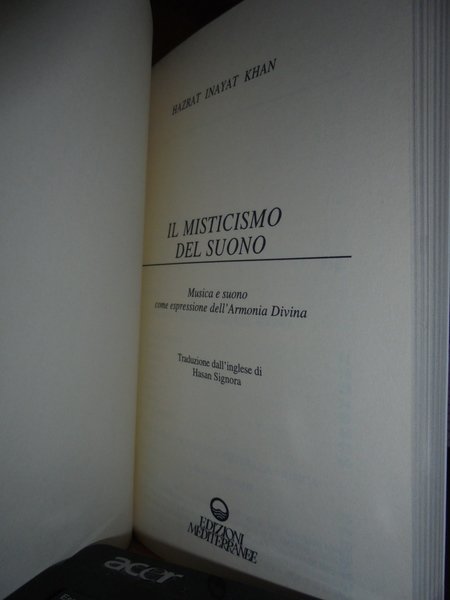 HAZRAT INAYAT KHAN
IL MISTICISMO
DEL SUONO
Musica e suono
come espressione dell'Armonia Divina
Traduzione dall'inglese di
Hasan Signora
EDIZIONI
MEDITERRANEE
acer